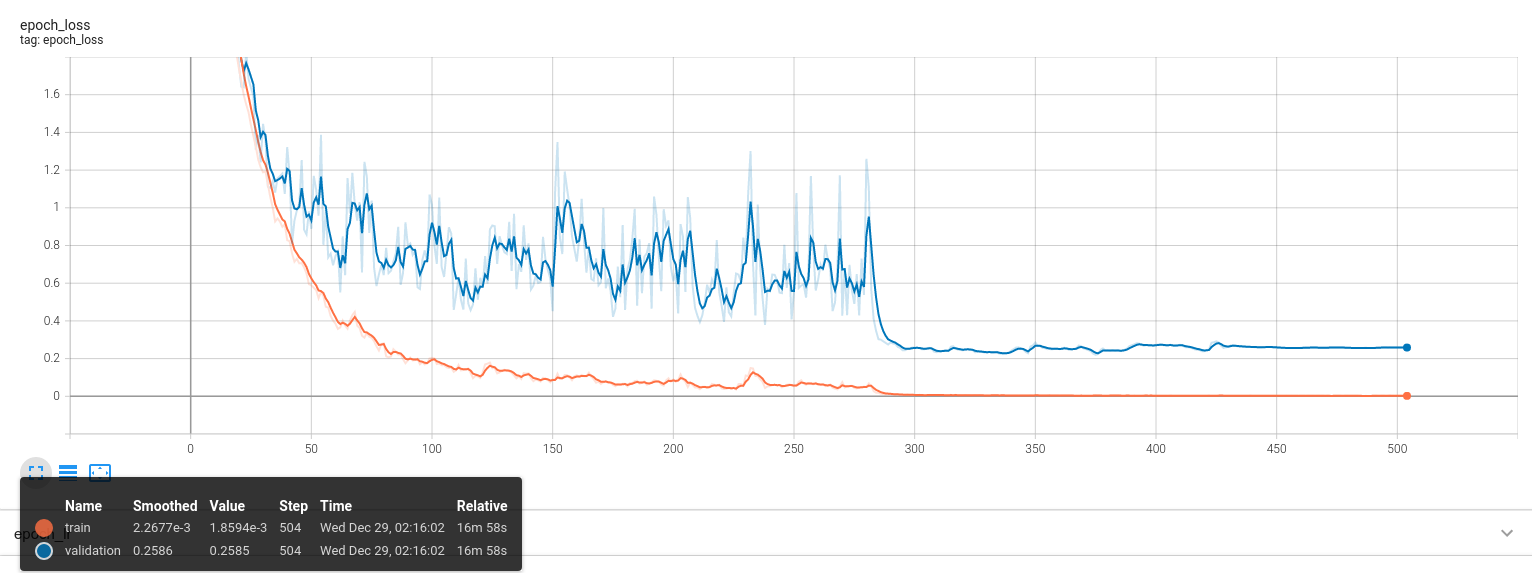 epoch_loss
tag: epoch_loss
1.6
1.4
1.2
1
0.8
0.6
0.4
0.2
0
0 50 100 150 200 250 300 350 400 450 500
Name Smoothed Value Step Time Relative
train 2.2677e-3 1.8594e-3 504 Wed Dec 29, 02:16:02 16m 58s
validation 0.2586 0.2585 504 Wed Dec 29, 02:16:02 16m 58s